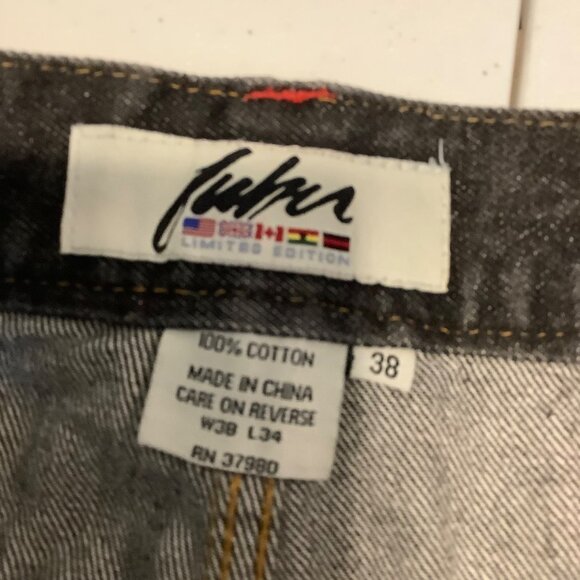 fubu
LIMITED EDITION
100% COTTON
38
MADE IN CHINA
CARE ON REVERSE
W38 L34
RN 37980